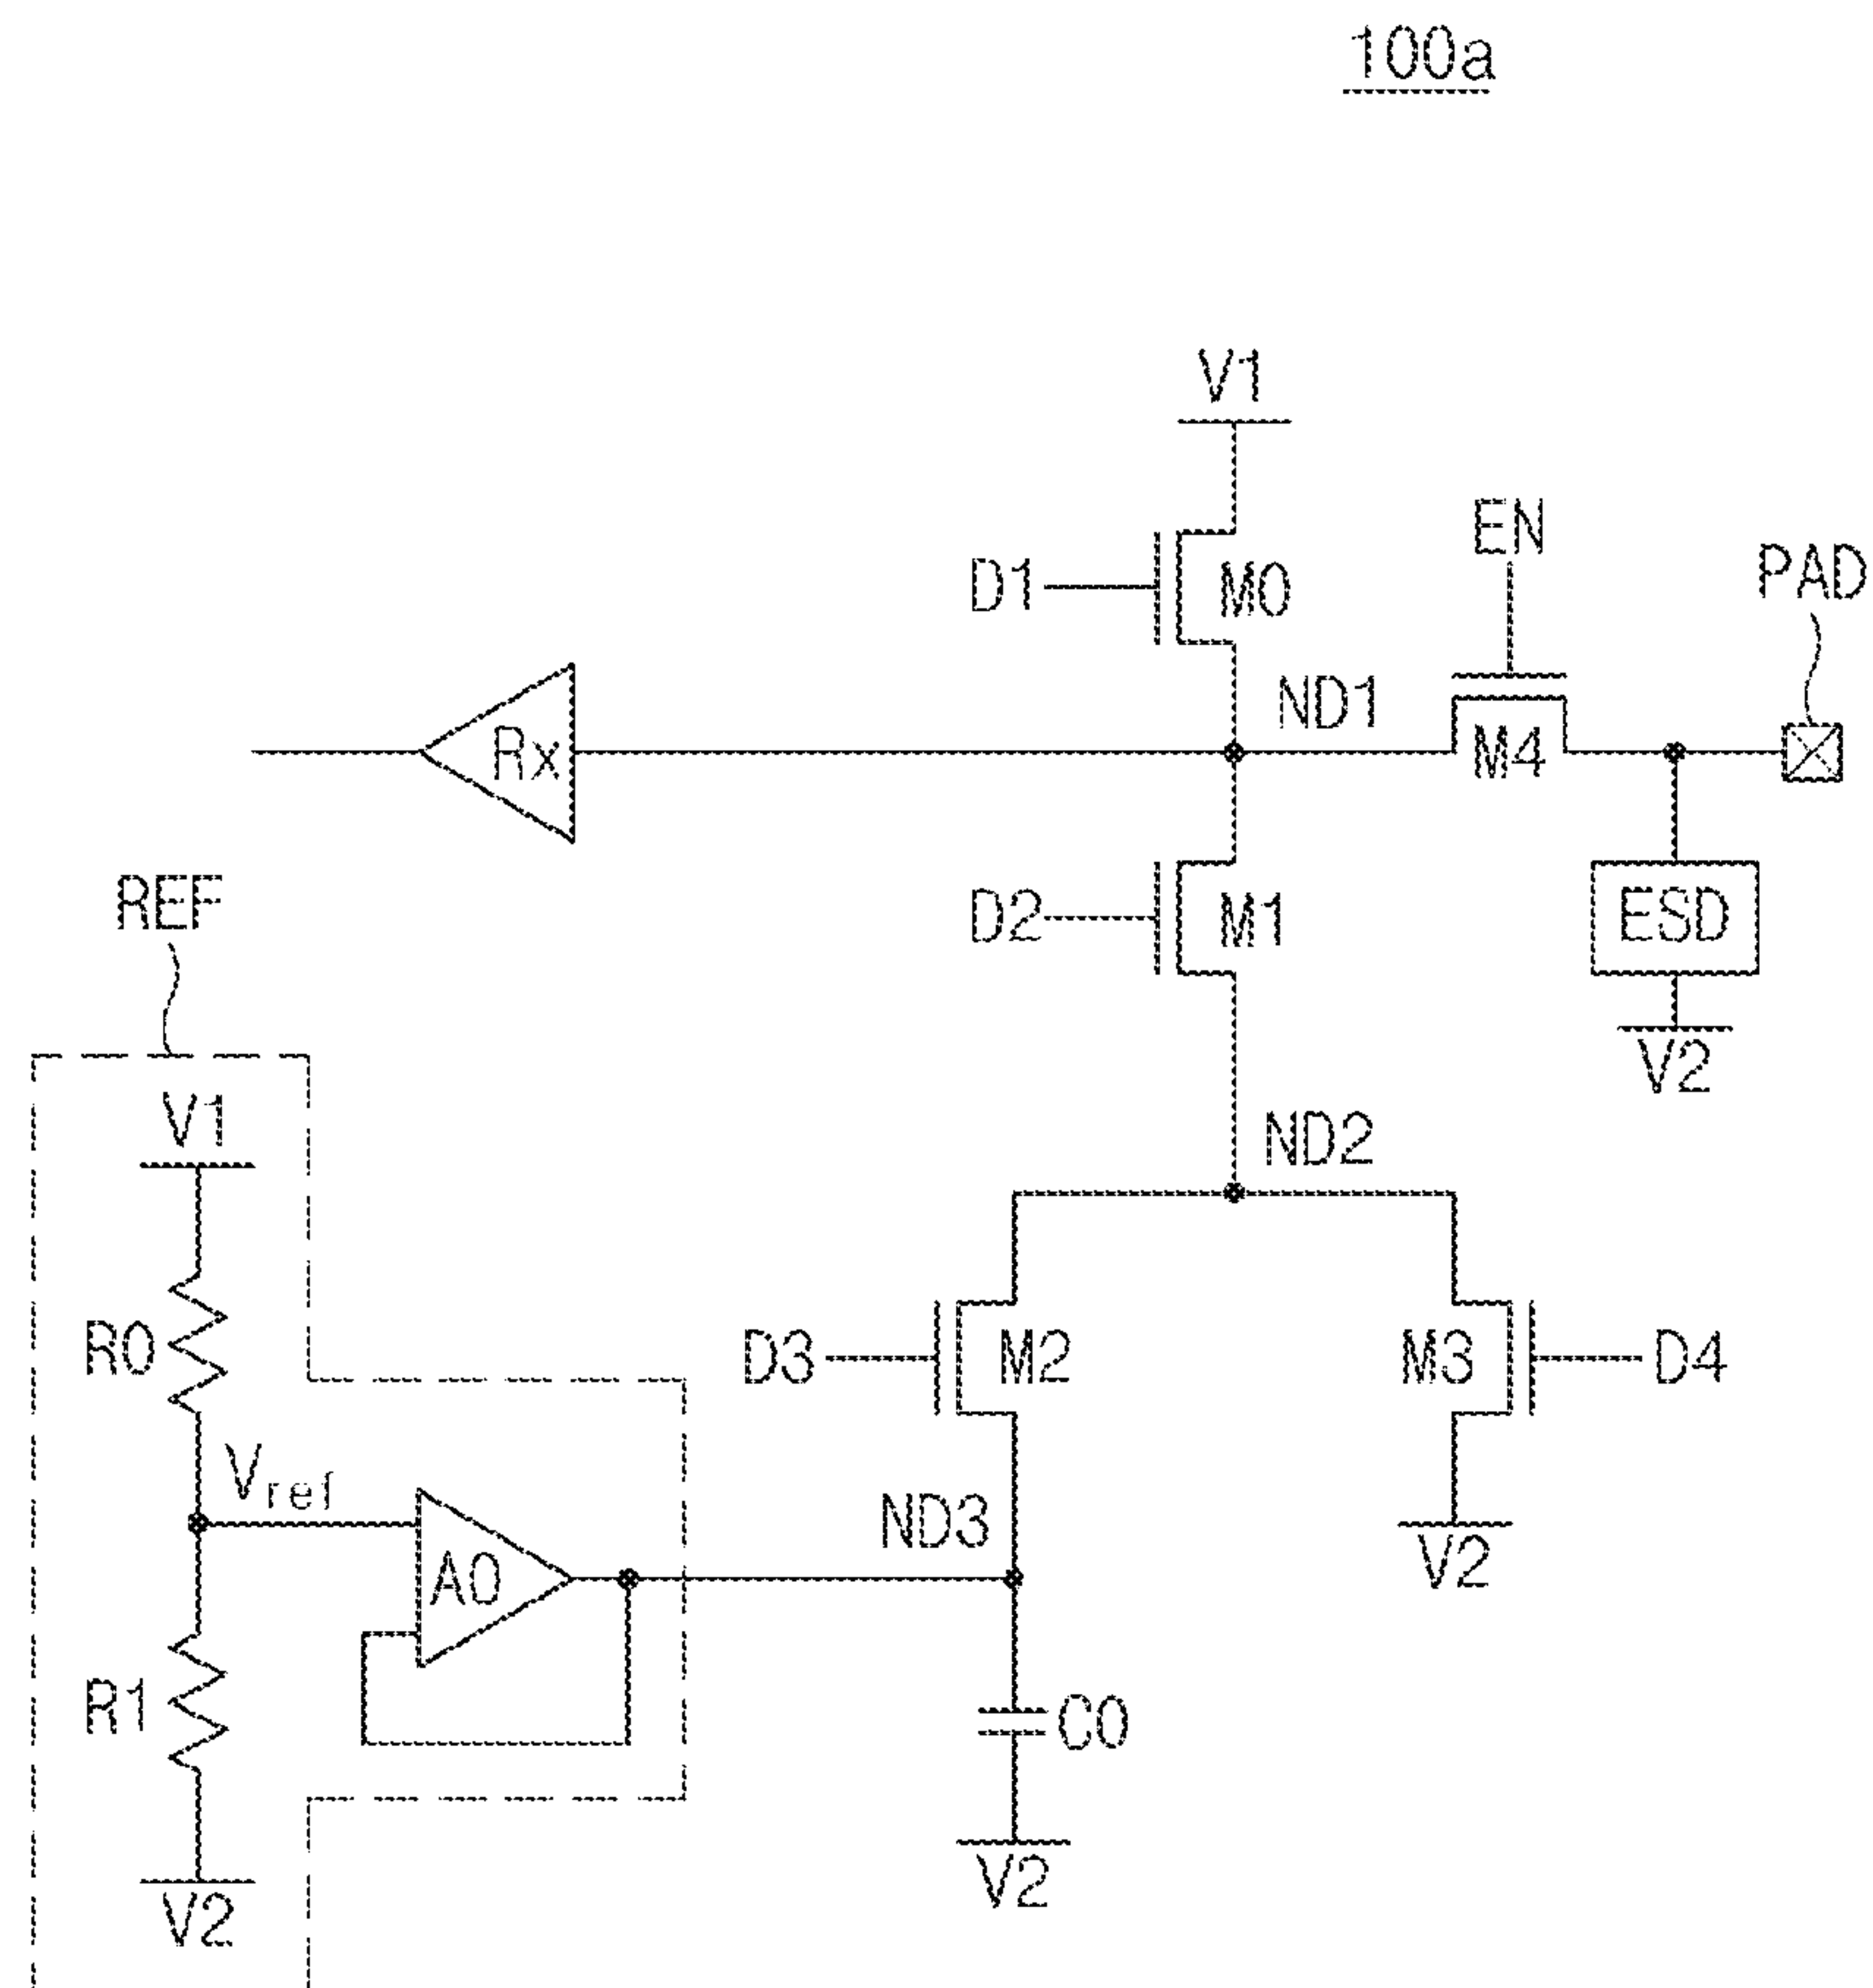 100a
V1
EN
PAD
D1
M0
ND1
Rx
M4
REF
D2
M1
ESD
V2
V1
ND2
R0
D3
M2
M3
D4
Vref
ND3
A0
V2
R1
C0
V2
V2